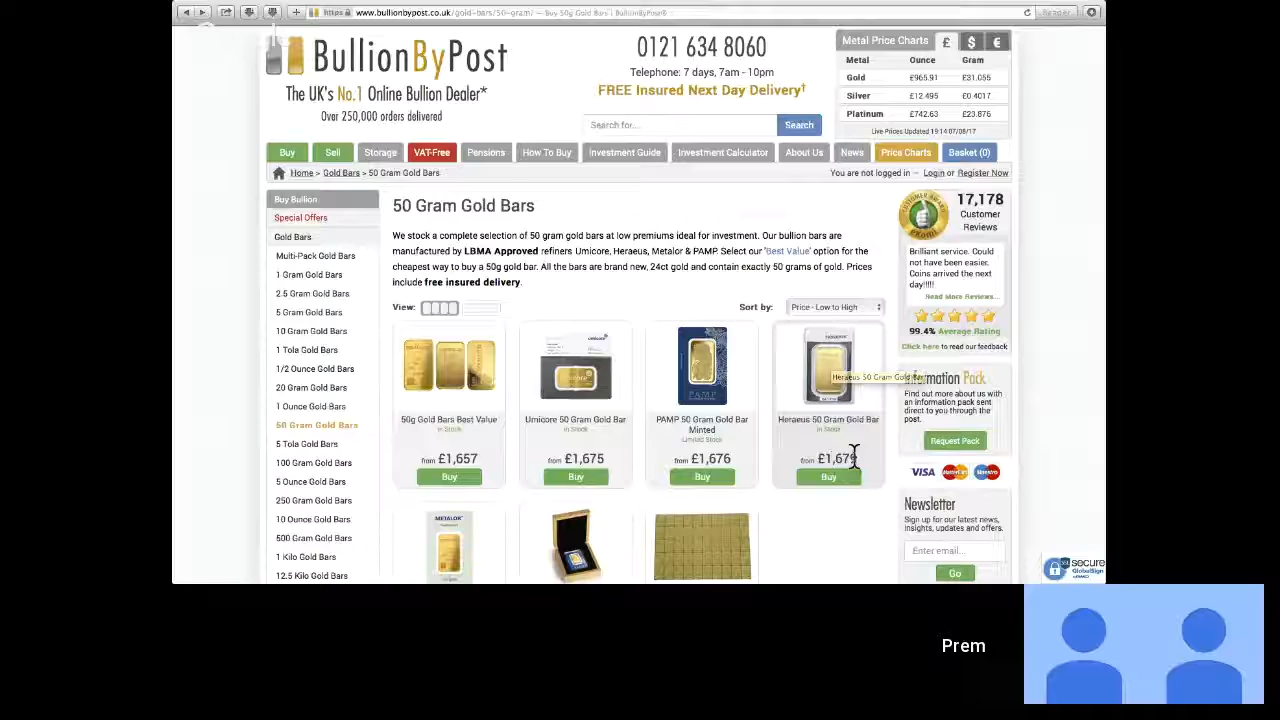 https www.bullionbypost.co.uk/gold-bars/50-gram/ — Buy 50g Gold Bars | BullionByPost®
Reader
BullionByPost
The UK's No.1 Online Bullion Dealer*
Over 250,000 orders delivered
0121 634 8060
Telephone: 7 days, 7am - 10pm
FREE Insured Next Day Delivery†
Search for...
Search
Metal Price Charts £ $ €
Metal Ounce Gram
Gold £965.91 £31.055
Silver £12.495 £0.4017
Platinum £742.63 £23.876
Live Prices Updated 19:14 07/08/17
Buy Sell Storage VAT-Free Pensions How To Buy Investment Guide Investment Calculator About Us News Price Charts Basket (0)
Home > Gold Bars > 50 Gram Gold Bars
You are not logged in – Login or Register Now
Buy Bullion
Special Offers
Gold Bars
Multi-Pack Gold Bars
1 Gram Gold Bars
2.5 Gram Gold Bars
5 Gram Gold Bars
10 Gram Gold Bars
1 Tola Gold Bars
1/2 Ounce Gold Bars
20 Gram Gold Bars
1 Ounce Gold Bars
50 Gram Gold Bars
5 Tola Gold Bars
100 Gram Gold Bars
5 Ounce Gold Bars
250 Gram Gold Bars
10 Ounce Gold Bars
500 Gram Gold Bars
1 Kilo Gold Bars
12.5 Kilo Gold Bars
50 Gram Gold Bars
We stock a complete selection of 50 gram gold bars at low premiums ideal for investment. Our bullion bars are
manufactured by LBMA Approved refiners Umicore, Heraeus, Metalor & PAMP. Select our 'Best Value' option for the
cheapest way to buy a 50g gold bar. All the bars are brand new, 24ct gold and contain exactly 50 grams of gold. Prices
include free insured delivery.
View:
Sort by: Price - Low to High
50g Gold Bars Best Value
In Stock
from £1,657
Buy
umicore
Umicore 50 Gram Gold Bar
In Stock
from £1,675
Buy
PAMP
PAMP 50 Gram Gold Bar
Minted
Limited Stock
from £1,676
Buy
Heraeus 50 Gram Gold Bar
Heraeus 50 Gram Gold Bar
In Stock
from £1,679
Buy
METALOR
17,178
Customer
Reviews
Brilliant service. Could
not have been easier.
Coins arrived the next
day!!!!!
Read More Reviews...
99.4% Average Rating
Click here to read our feedback
Information Pack
Find out more about us with
an information pack sent
direct to you through the
post.
Request Pack
VISA MasterCard Maestro
Newsletter
Sign up for our latest news,
insights, updates and offers.
Enter email...
Go
secure
GlobalSign
Prem